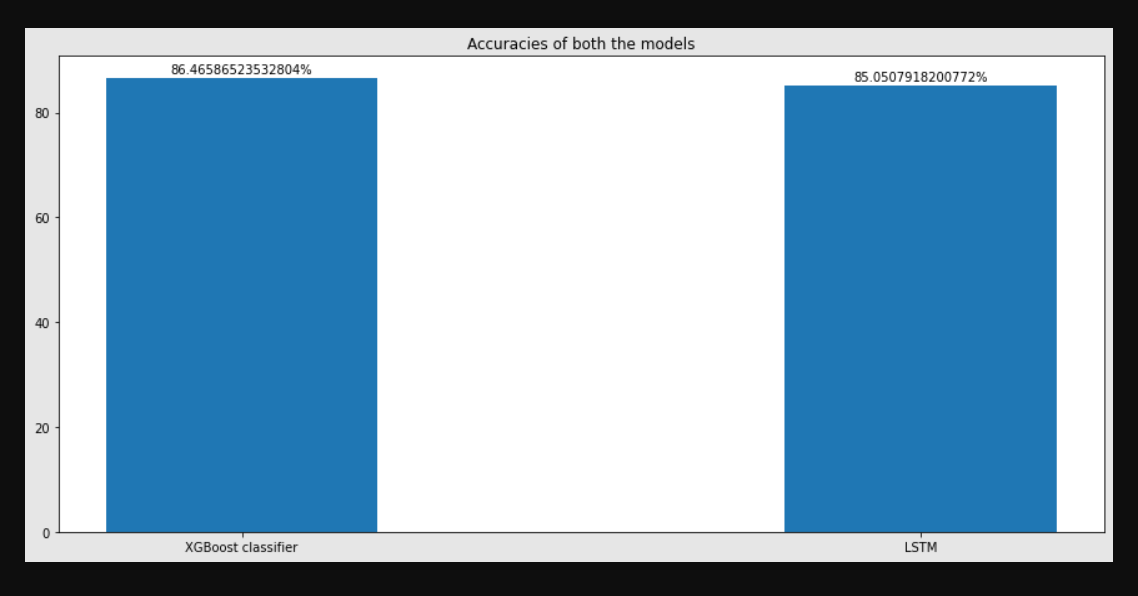 Accuracies of both the models
86.46586523532804%
85.0507918200772%
80
60
40
20
0
XGBoost classifier
LSTM